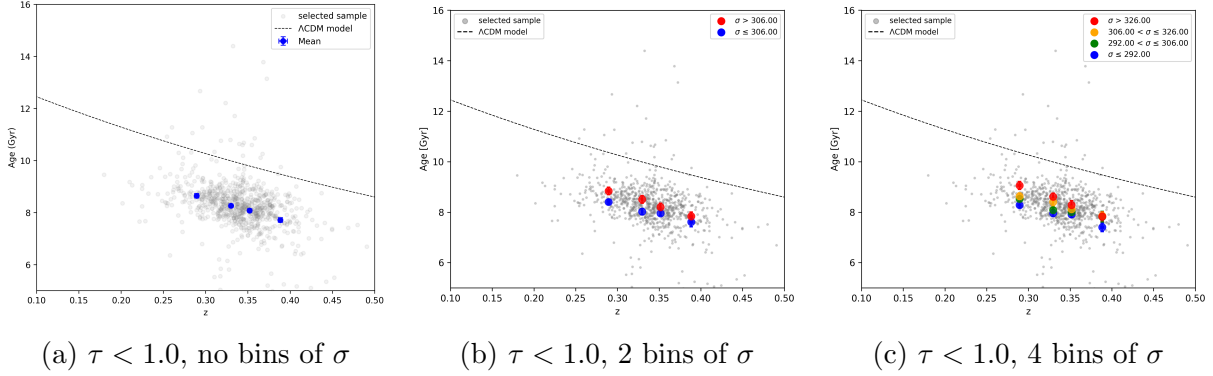 16
14
12
10
8
6
Age (Gyr)
0.10 0.15 0.20 0.25 0.30 0.35 0.40 0.45 0.50
z
selected sample
ΛCDM model
Mean
(a) τ < 1.0, no bins of σ
16
14
12
10
8
6
Age [Gyr]
0.10 0.15 0.20 0.25 0.30 0.35 0.40 0.45 0.50
z
selected sample
ΛCDM model
σ > 306.00
σ ≤ 306.00
(b) τ < 1.0, 2 bins of σ
16
14
12
10
8
6
Age [Gyr]
0.10 0.15 0.20 0.25 0.30 0.35 0.40 0.45 0.50
z
selected sample
ΛCDM model
σ > 326.00
306.00 < σ ≤ 326.00
292.00 < σ ≤ 306.00
σ ≤ 292.00
(c) τ < 1.0, 4 bins of σ